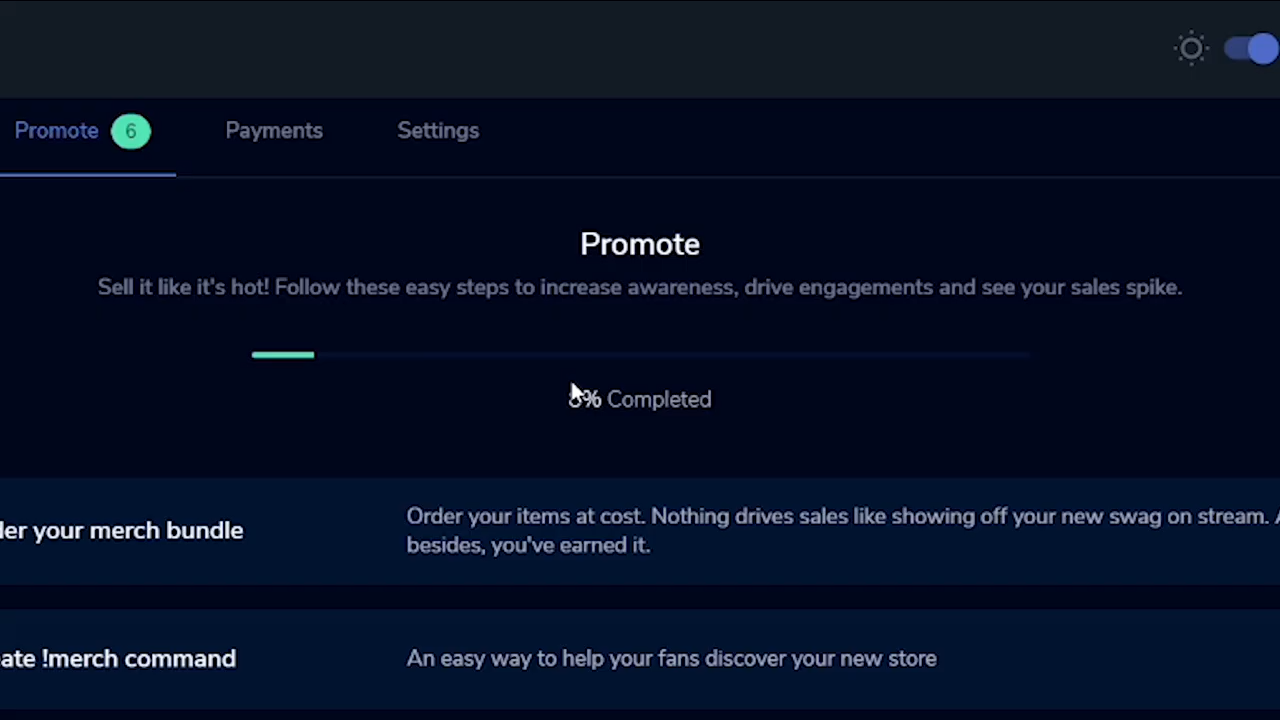 Promote 6 Payments Settings
Promote
Sell it like it's hot! Follow these easy steps to increase awareness, drive engagements and see your sales spike.
8% Completed
your merch bundle
Order your items at cost. Nothing drives sales like showing off your new swag on stream.
besides, you've earned it.
!merch command
An easy way to help your fans discover your new store